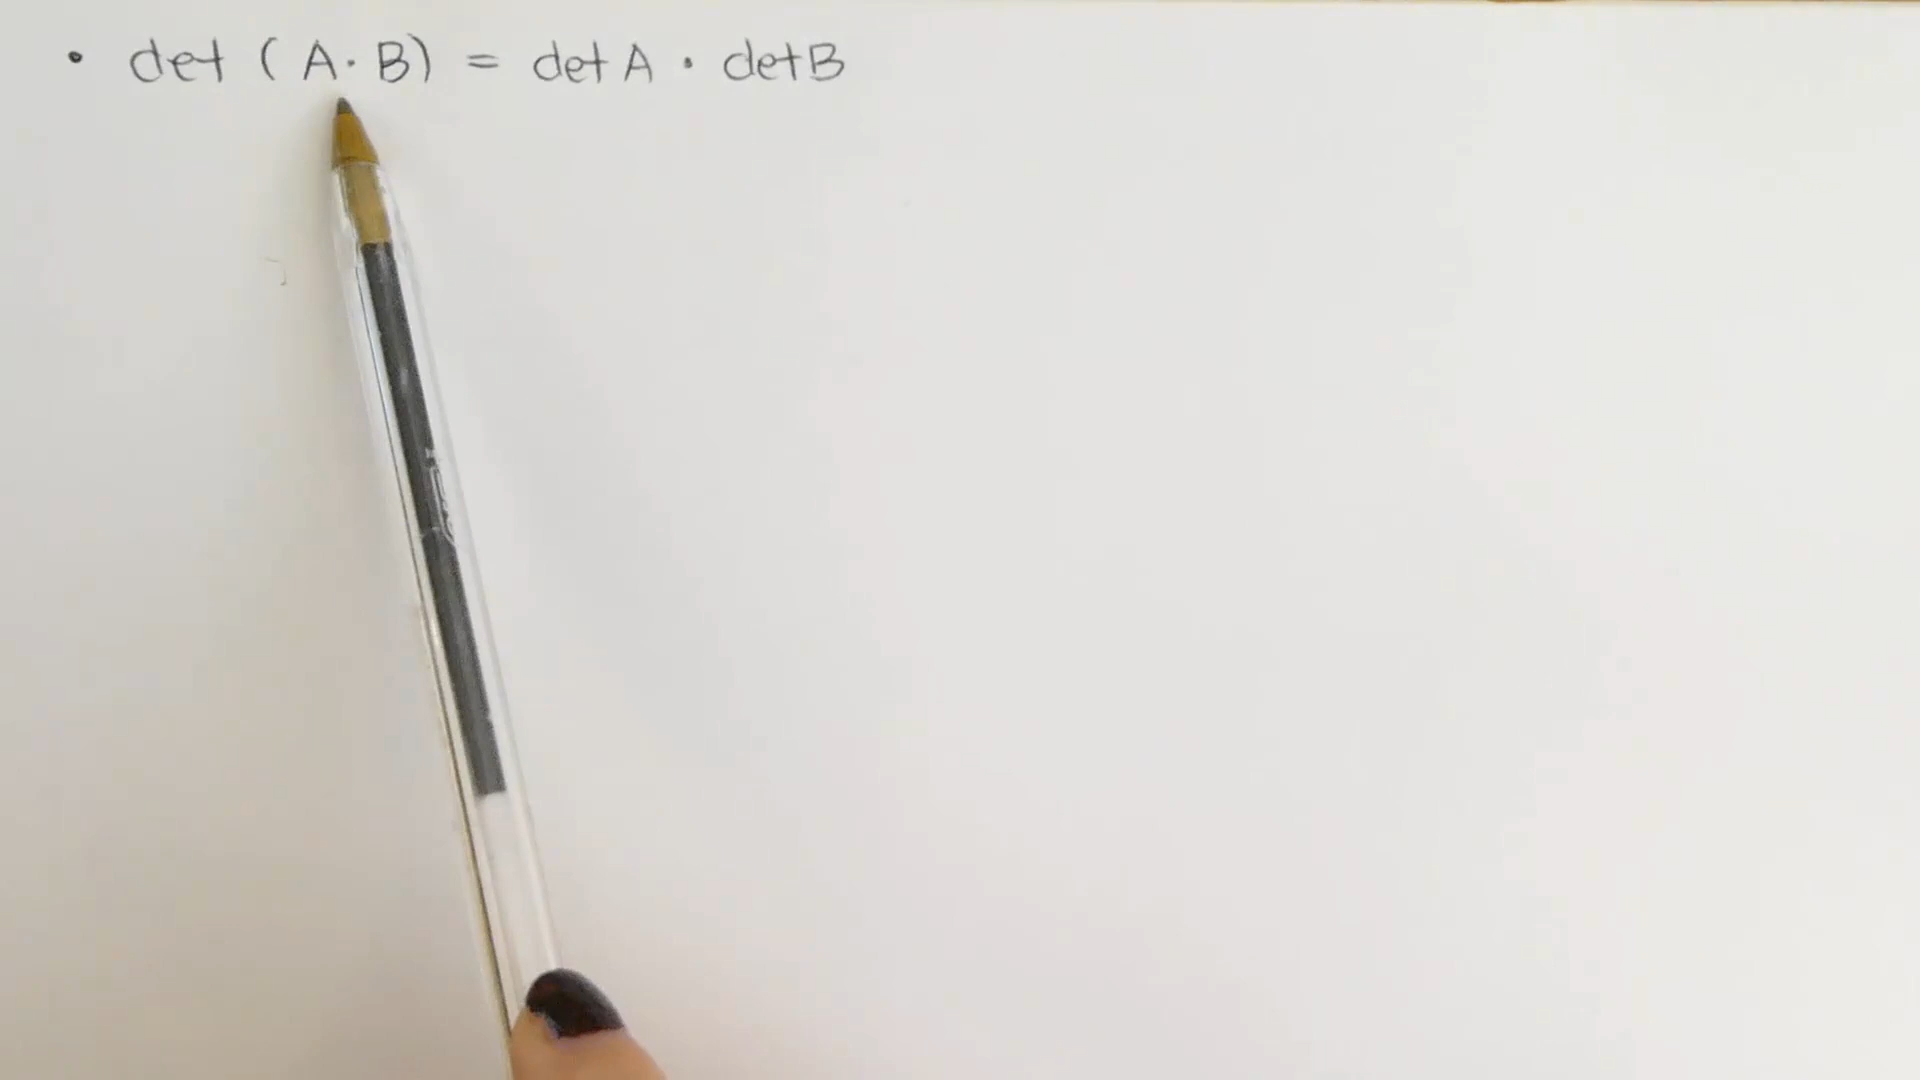 • det (A·B) = det A · det B